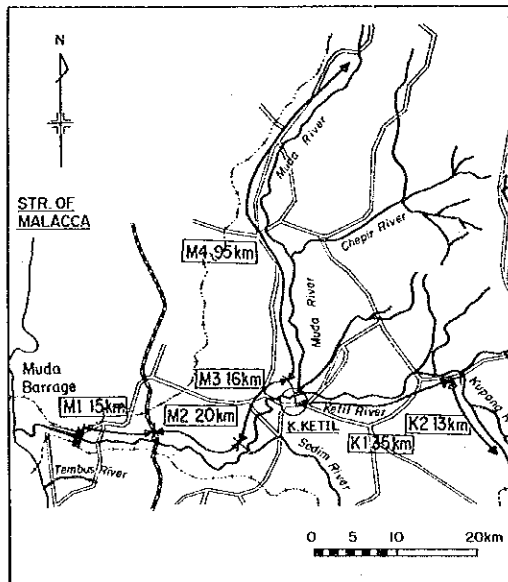 N
STR. OF
MALACCA
Muda River
Chepir River
M4 95km
Muda River
Muda
Barrage
M3 16km
M1 15km
M2 20km
K.KETIL
Ketil River
K1 35km
K2 13km
Kupang R
Tembus River
Sedim River
0 5 10 20km